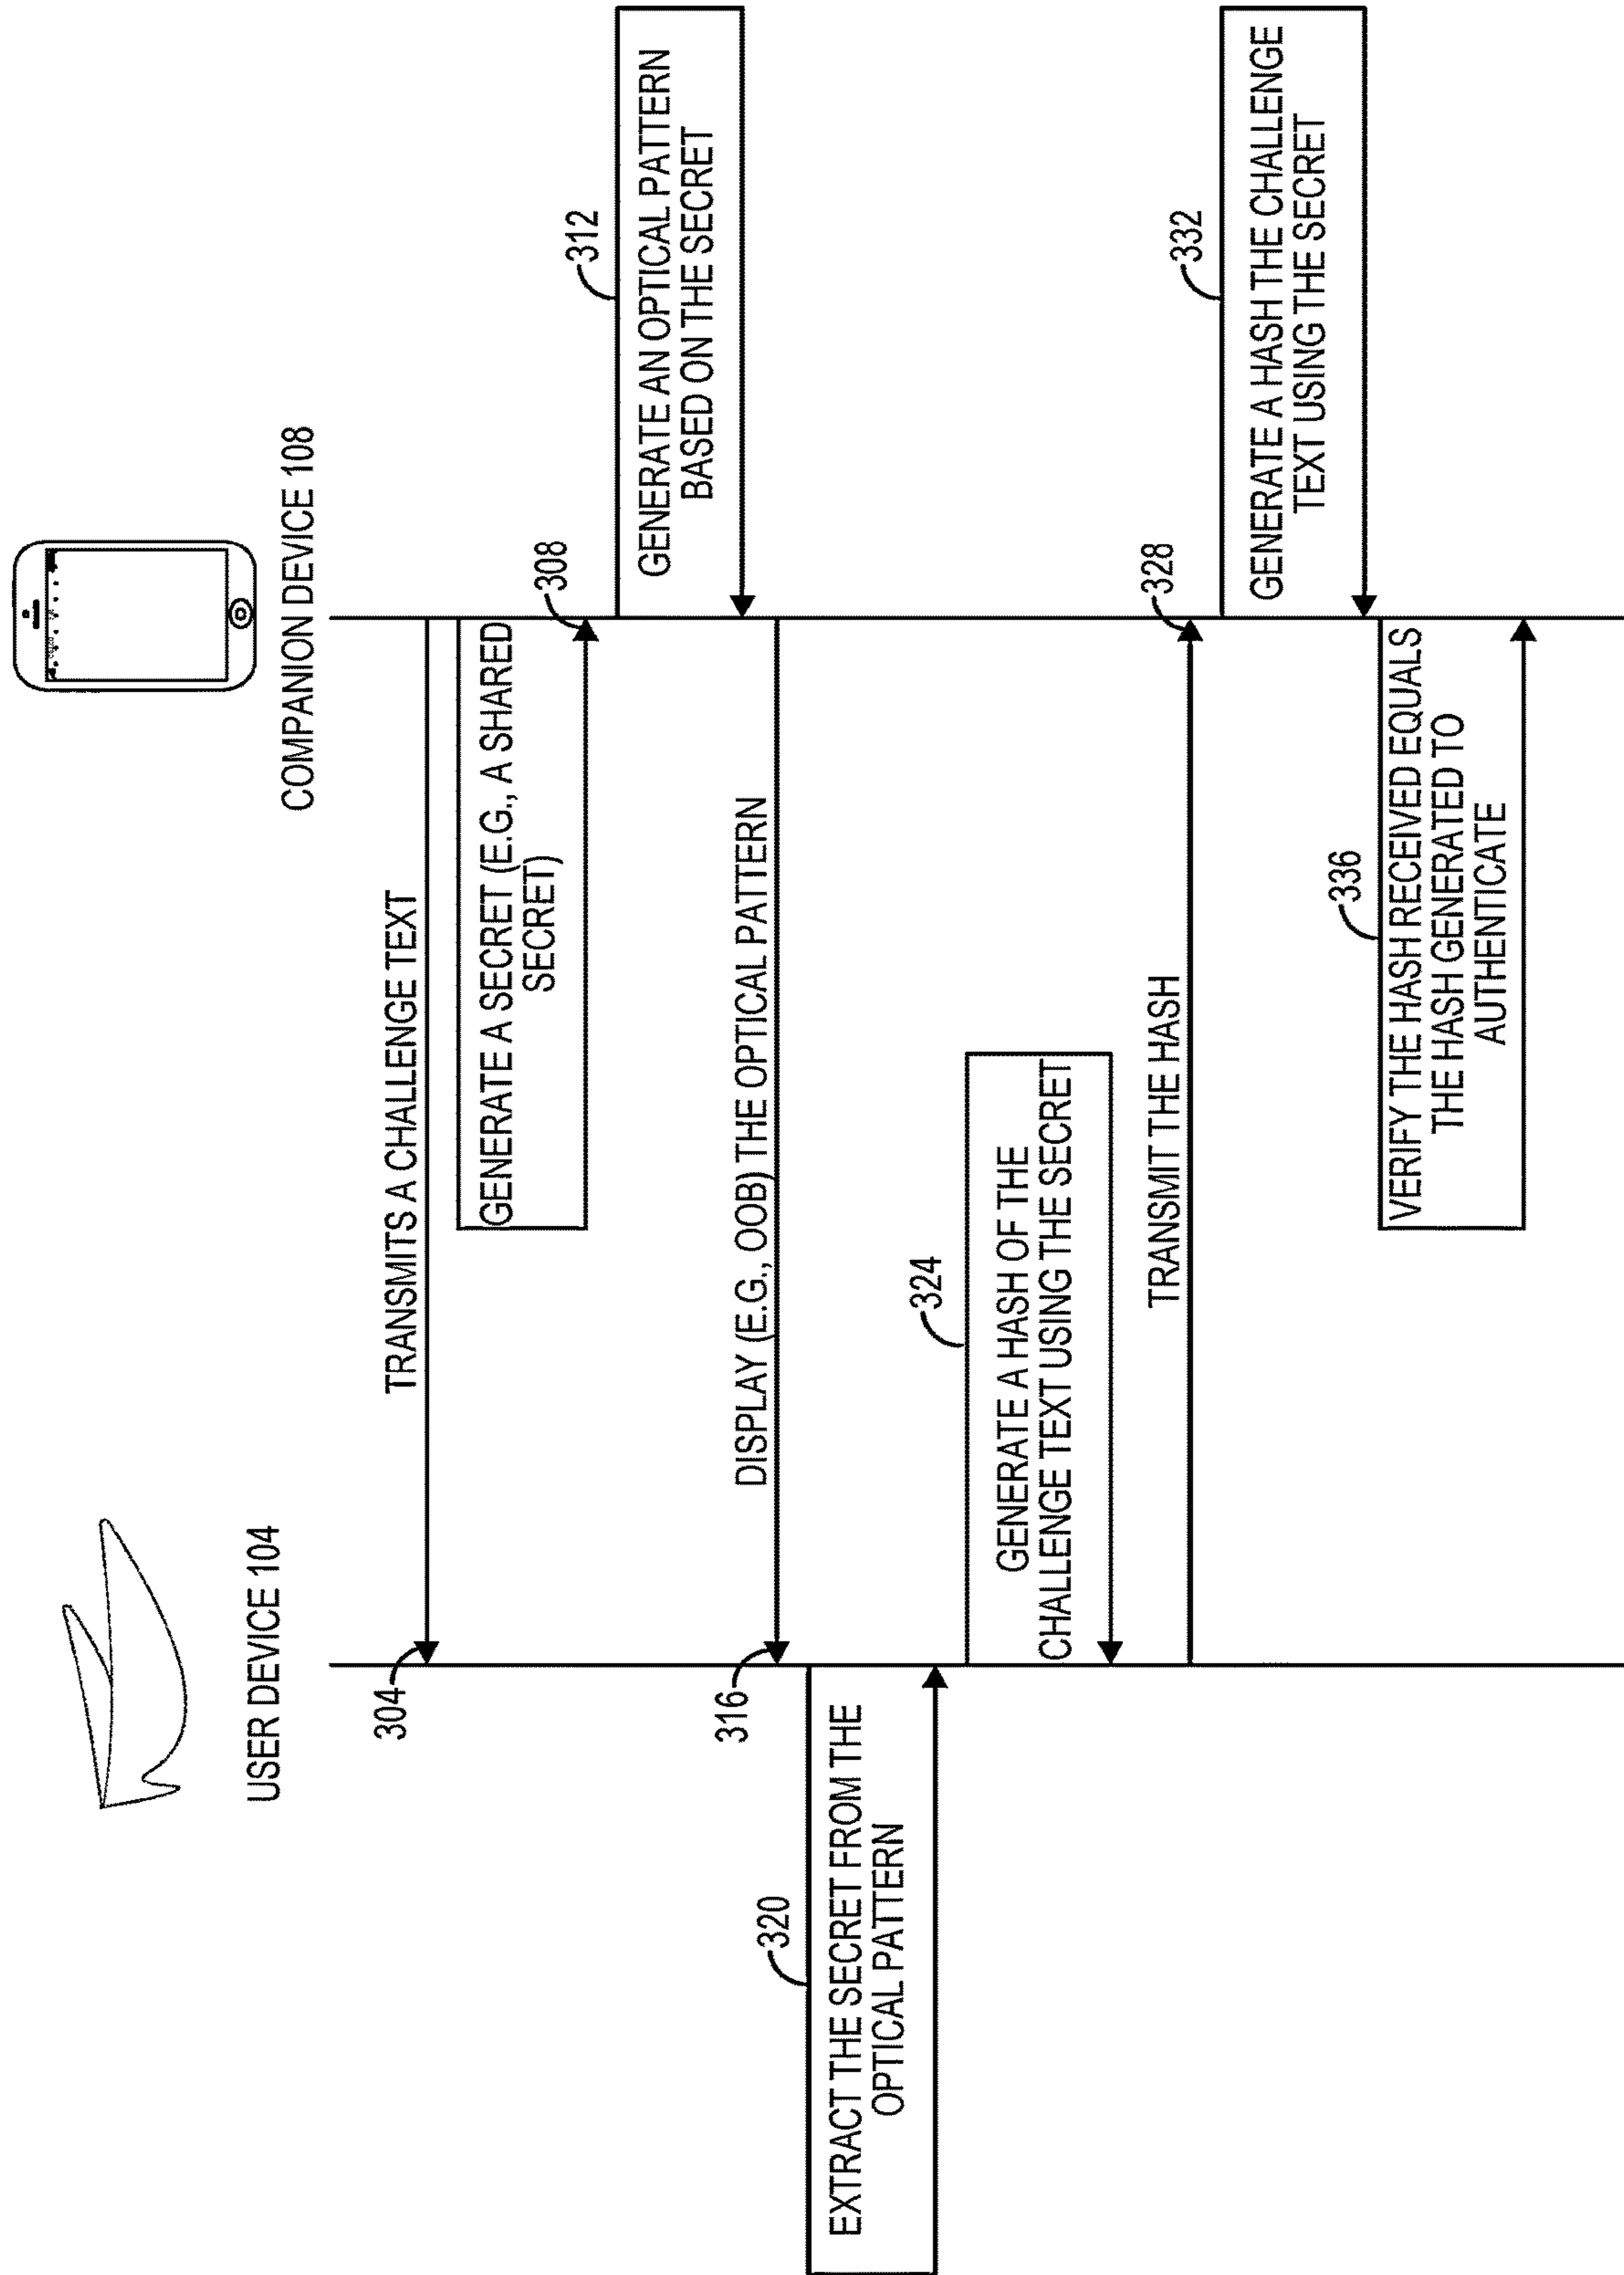 USER DEVICE 104
COMPANION DEVICE 108
304
TRANSMITS A CHALLENGE TEXT
GENERATE A SECRET (E.G., A SHARED
SECRET)
308
312
GENERATE AN OPTICAL PATTERN
BASED ON THE SECRET
316
DISPLAY (E.G., OOB) THE OPTICAL PATTERN
320
EXTRACT THE SECRET FROM THE
OPTICAL PATTERN
324
GENERATE A HASH OF THE
CHALLENGE TEXT USING THE SECRET
TRANSMIT THE HASH
328
332
GENERATE A HASH THE CHALLENGE
TEXT USING THE SECRET
336
VERIFY THE HASH RECEIVED EQUALS
THE HASH GENERATED TO
AUTHENTICATE